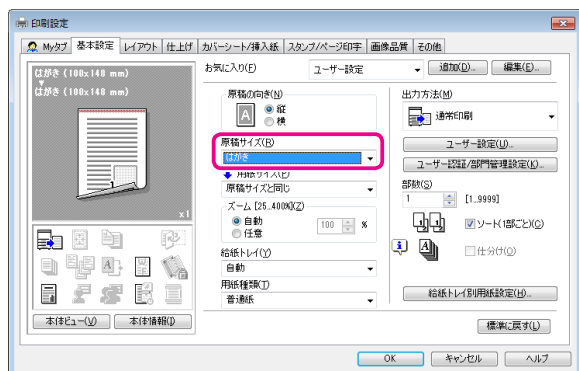 印刷設定
Myタブ 基本設定 レイアウト 仕上げ カバーシート/挿入紙 スタンプ/ページ印字 画像品質 その他
はがき (100x148 mm)
はがき (100x148 mm)
x1
本体ビュー(V) 本体情報(I)
お気に入り(F) ユーザー設定 追加(D)... 編集(E)...
原稿の向き(N)
A
縦
横
原稿サイズ(R)
はがき
用紙サイズ(E)
原稿サイズと同じ
ズーム [25..400%](Z)
自動
任意
100 %
給紙トレイ(Y)
自動
用紙種類(T)
普通紙
出力方法(M)
通常印刷
ユーザー設定(U)...
ユーザー認証/部門管理設定(K)...
部数(S)
1 [1..9999]
ソート(1部ごと)(C)
仕分け(O)
給紙トレイ別用紙設定(H)...
標準に戻す(L)
OK キャンセル ヘルプ